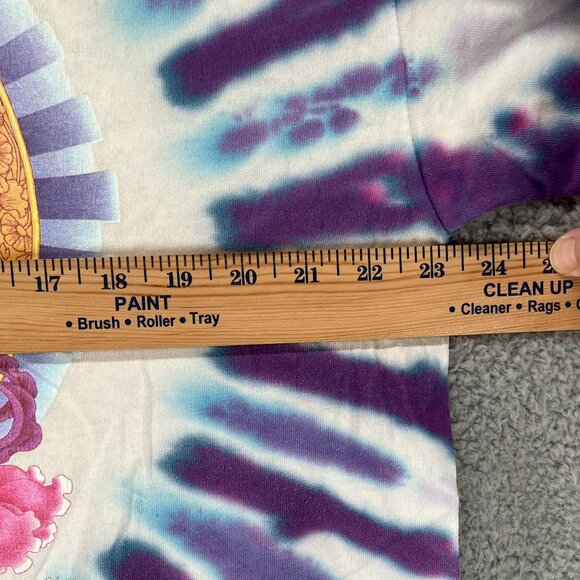 17 18 19 20 21 22 23 24
PAINT
• Brush • Roller • Tray
CLEAN UP
• Cleaner • Rags •